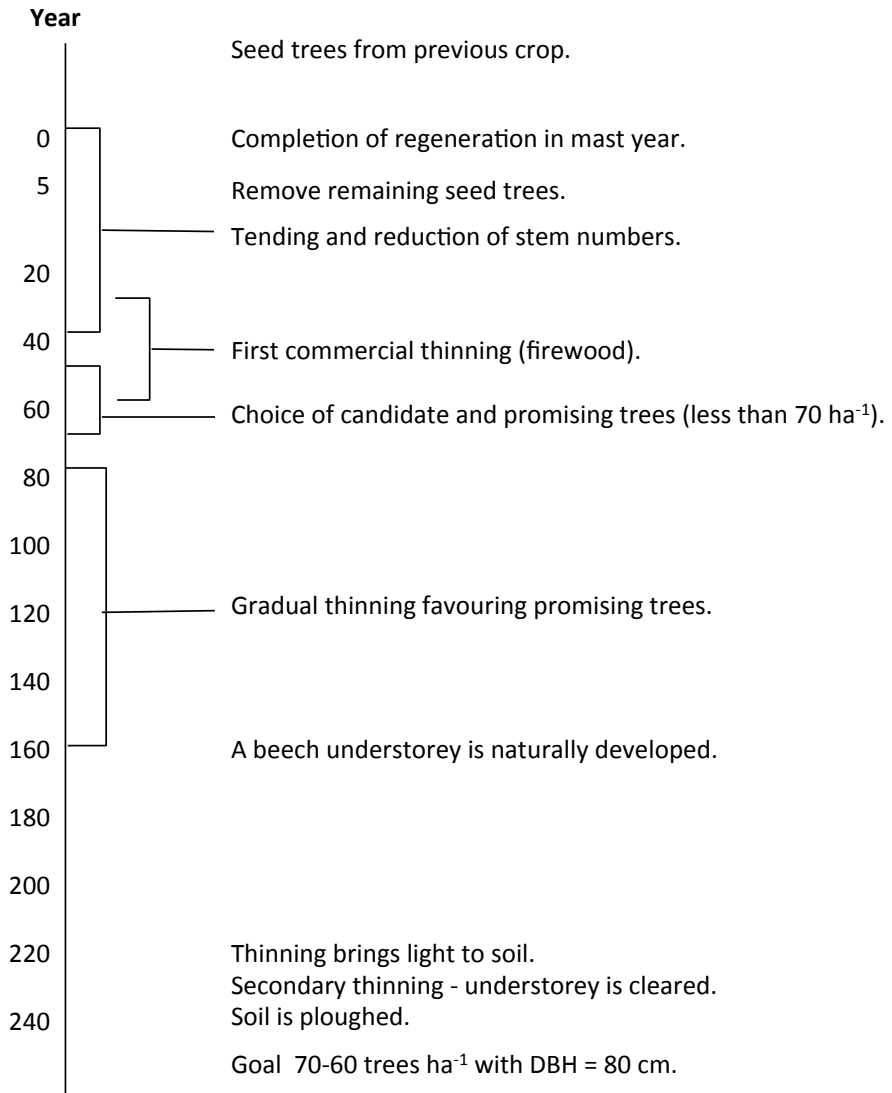 Year
Seed trees from previous crop.
0 Completion of regeneration in mast year.
5 Remove remaining seed trees.
Tending and reduction of stem numbers.
20
40
First commercial thinning (firewood).
60 Choice of candidate and promising trees (less than 70 ha⁻¹).
80
100
120 Gradual thinning favouring promising trees.
140
160 A beech understorey is naturally developed.
180
200
220 Thinning brings light to soil.
Secondary thinning - understorey is cleared.
240 Soil is ploughed.
Goal 70-60 trees ha⁻¹ with DBH = 80 cm.